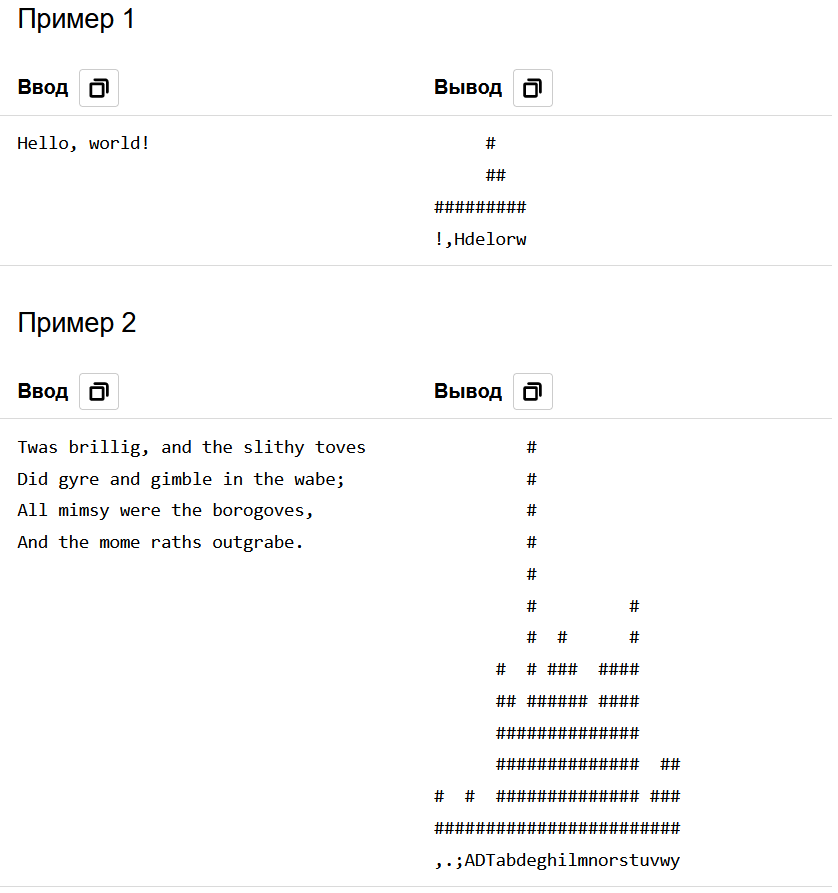 Пример 1
Ввод
Hello, world!
Вывод
     #
     ##
#########
!,Hdelorw
Пример 2
Ввод
Twas brillig, and the slithy toves
Did gyre and gimble in the wabe;
All mimsy were the borogoves,
And the mome raths outgrabe.
Вывод
         #
         #
         #
         #
         #
         #         #
         #  #      #
      #  # ###  ####
      ## ###### ####
      ##############
      ##############  ##
#  #  ############## ###
########################
,.;ADTabdeghilmnorstuvwy